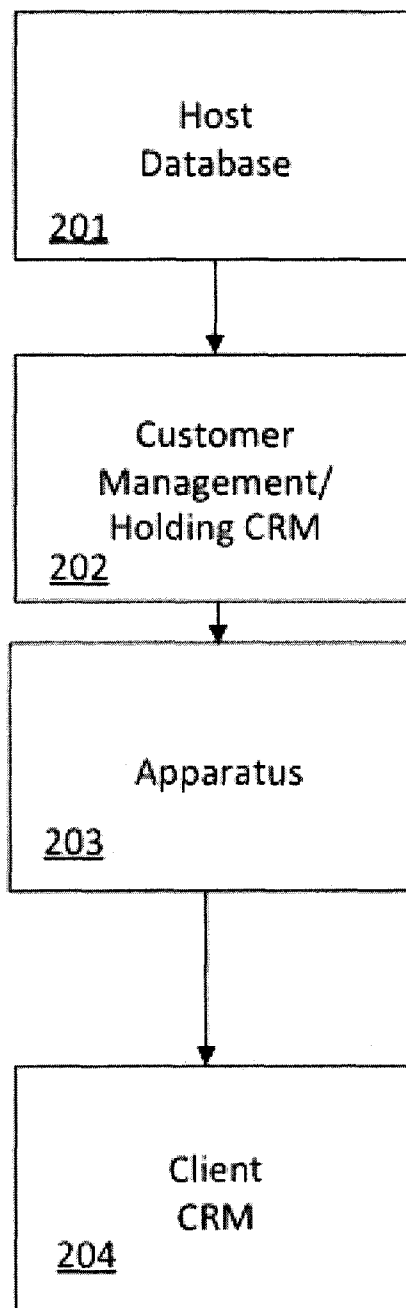 Host
Database
201
Customer
Management/
Holding CRM
202
Apparatus
203
Client
CRM
204